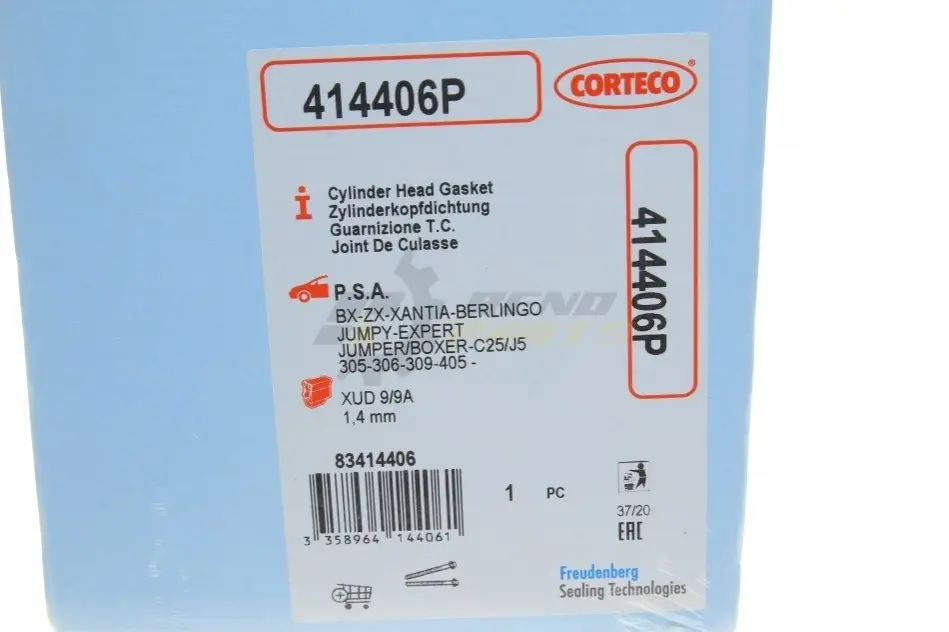 414406P
CORTECO®
414406P
i Cylinder Head Gasket
Zylinderkopfdichtung
Guarnizione T.C.
Joint De Culasse
P.S.A.
BX-ZX-XANTIA-BERLINGO
JUMPY-EXPERT
JUMPER/BOXER-C25/J5
305-306-309-405 -
XUD 9/9A
1,4 mm
83414406
3 358964 144061
1 PC
37/20
EAC
Freudenberg
Sealing Technologies